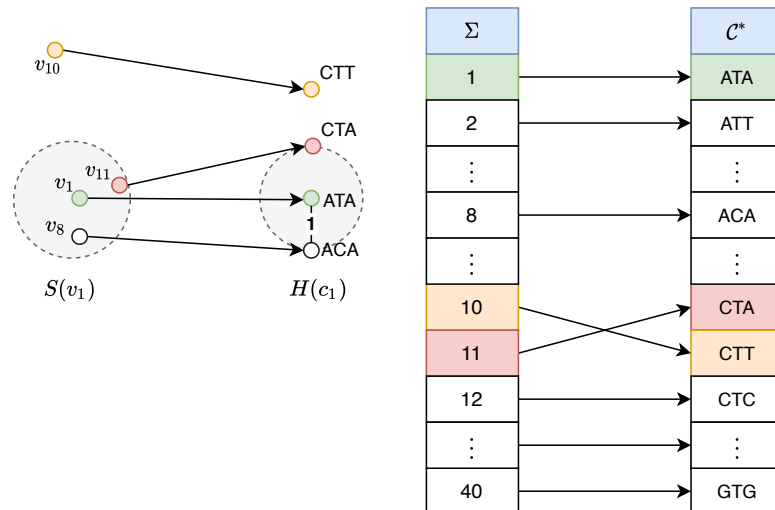 v₁₀
CTT
CTA
v₁₁
v₁
ATA
1
v₈
ACA
S(v₁)
H(c₁)
Σ
𝒞*
1
ATA
2
ATT
⋮
⋮
8
ACA
⋮
⋮
10
CTA
11
CTT
12
CTC
⋮
⋮
40
GTG